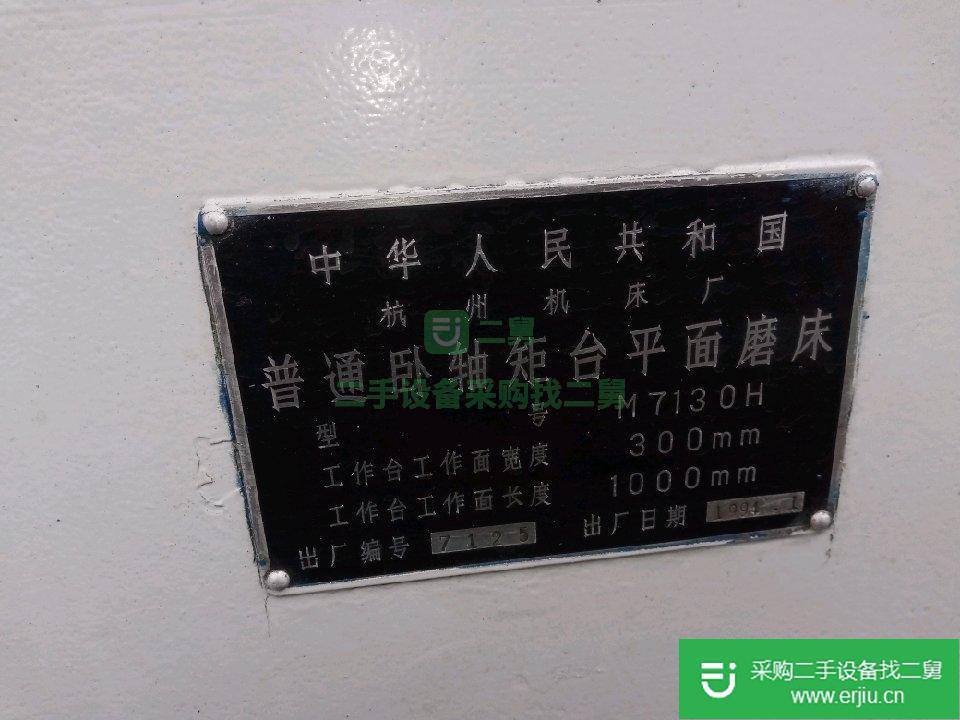 中华人民共和国
杭州机床厂
普通卧轴矩台平面磨床
型号 M7130H
工作台工作面宽度 300mm
工作台工作面长度 1000mm
出厂编号 7125 出厂日期
二舅
二手设备采购找二舅
采购二手设备找二舅
www.erjiu.cn